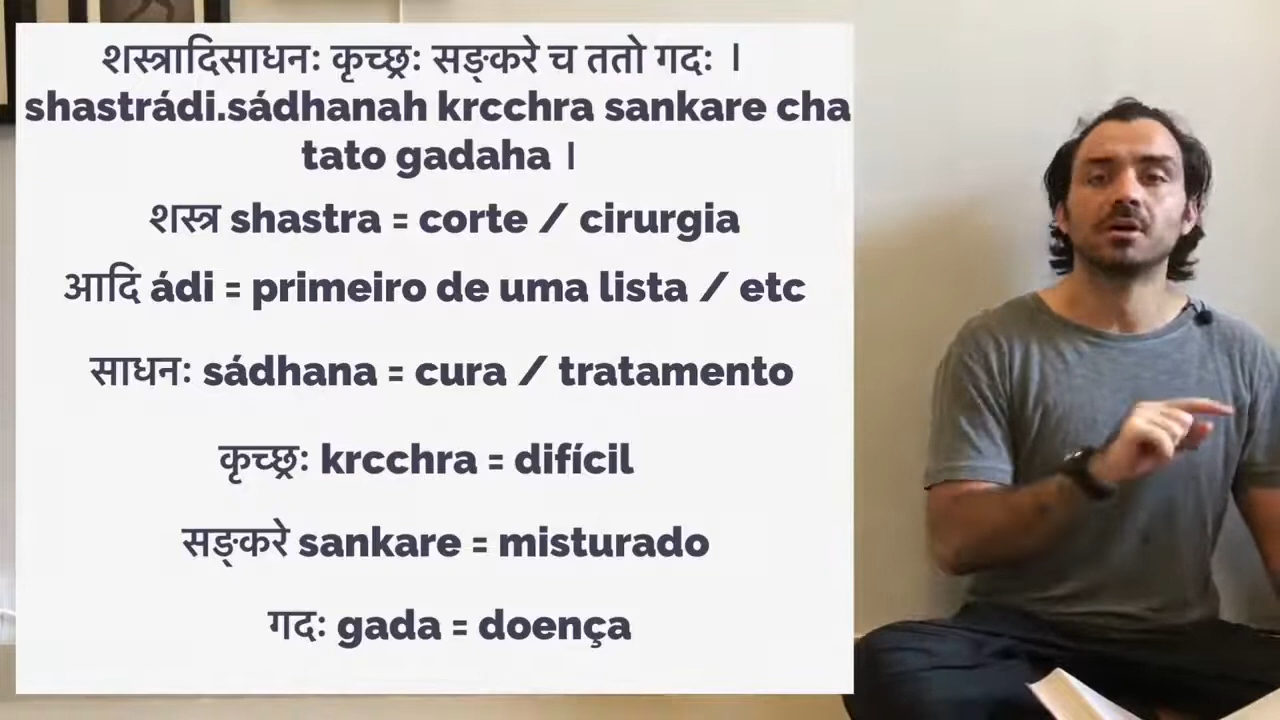 शस्त्रादिसाधनः कृच्छ्रः सङ्करे च ततो गदः ।
shastrádi.sádhanah krcchra sankare cha
tato gadaha ।
शस्त्र shastra = corte / cirurgia
आदि ádi = primeiro de uma lista / etc
साधनः sádhana = cura / tratamento
कृच्छ्रः krcchra = difícil
सङ्करे sankare = misturado
गदः gada = doença